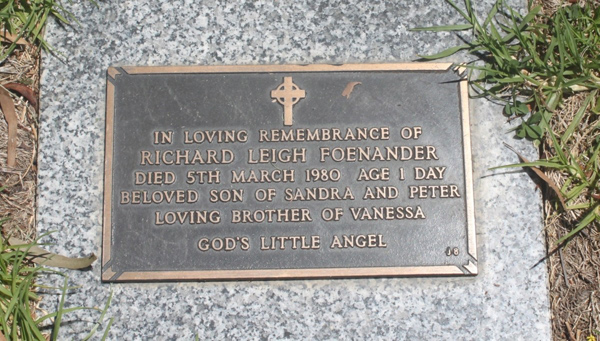 IN LOVING REMEMBRANCE OF
RICHARD LEIGH FOENANDER
DIED 5TH MARCH 1980 AGE 1 DAY
BELOVED SON OF SANDRA AND PETER
LOVING BROTHER OF VANESSA
GOD'S LITTLE ANGEL